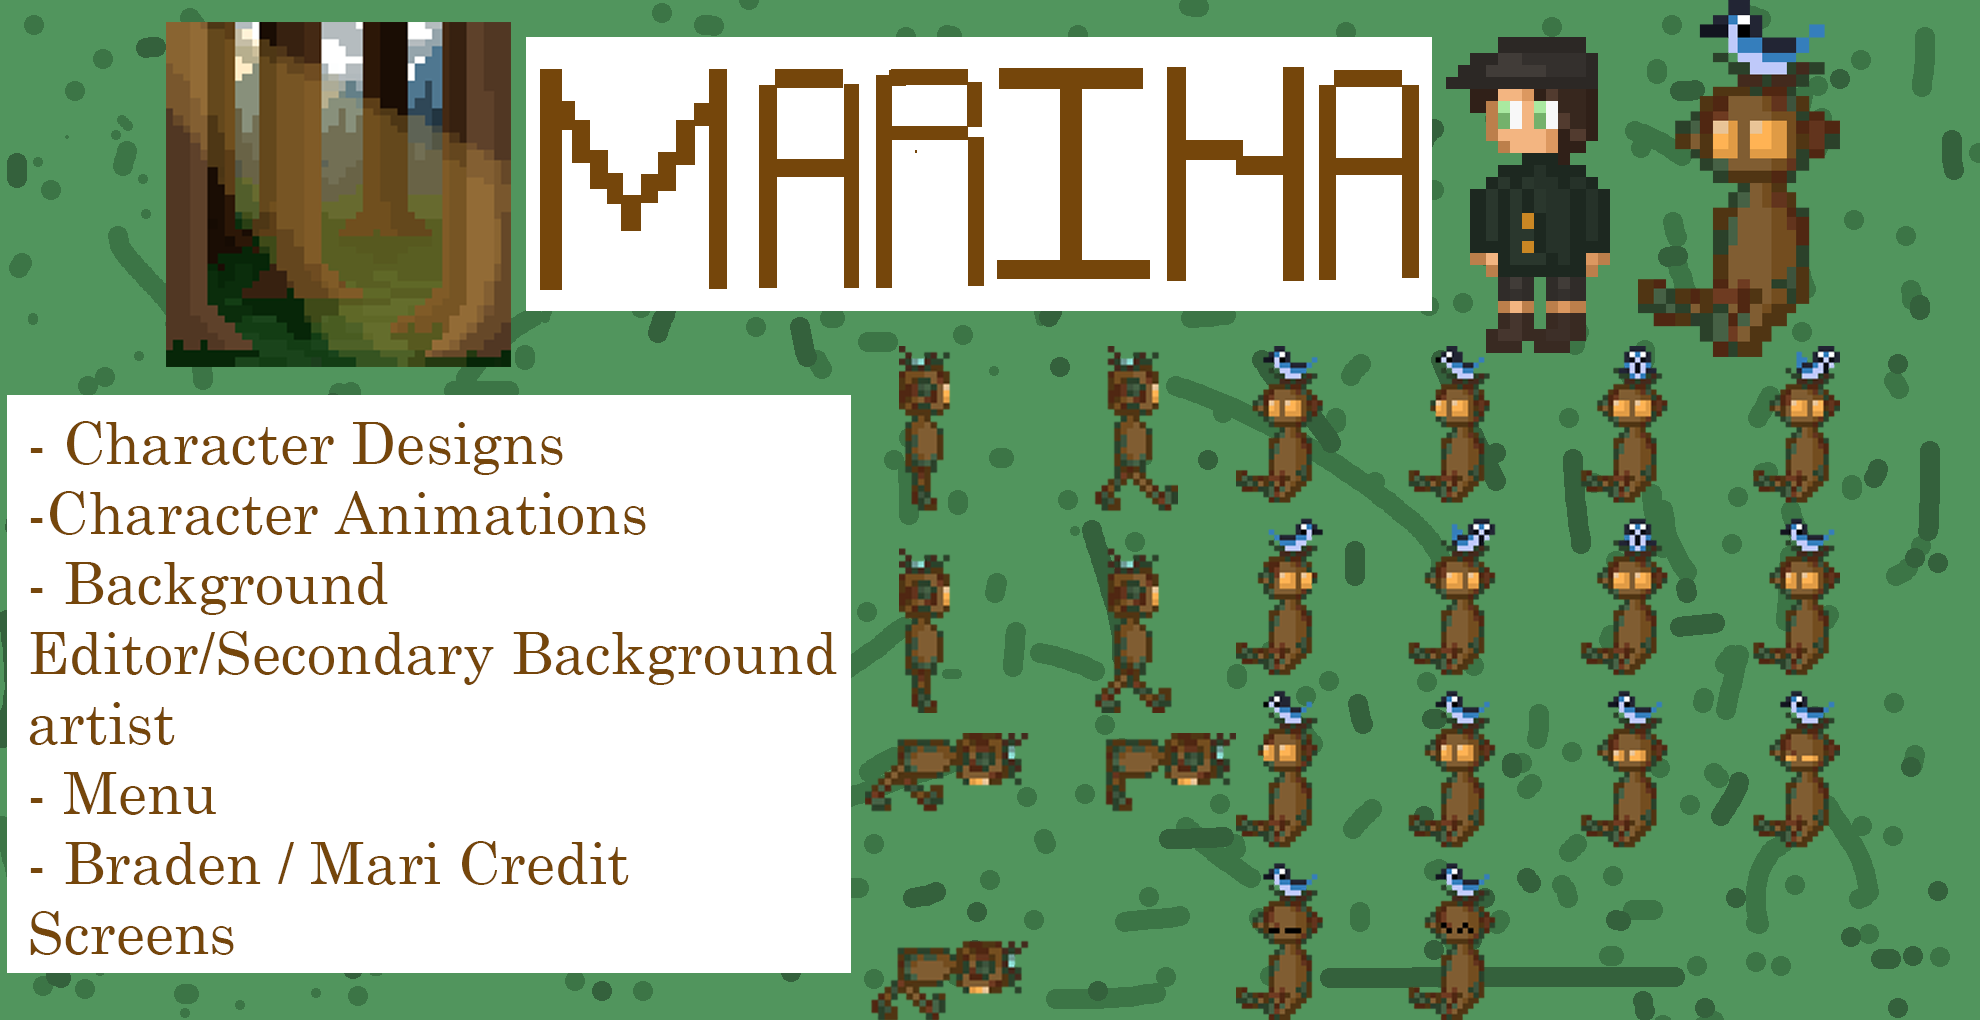 MARINA
- Character Designs
-Character Animations
- Background
Editor/Secondary Background
artist
- Menu
- Braden / Mari Credit
Screens